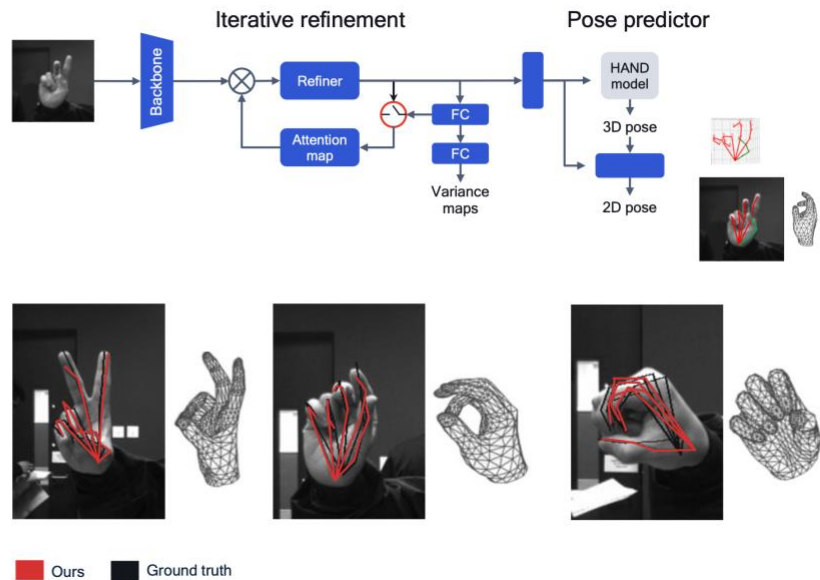 Iterative refinement
Pose predictor
Backbone
Refiner
HAND
model
FC
Attention
map
3D pose
FC
Variance
maps
2D pose
Ours
Ground truth